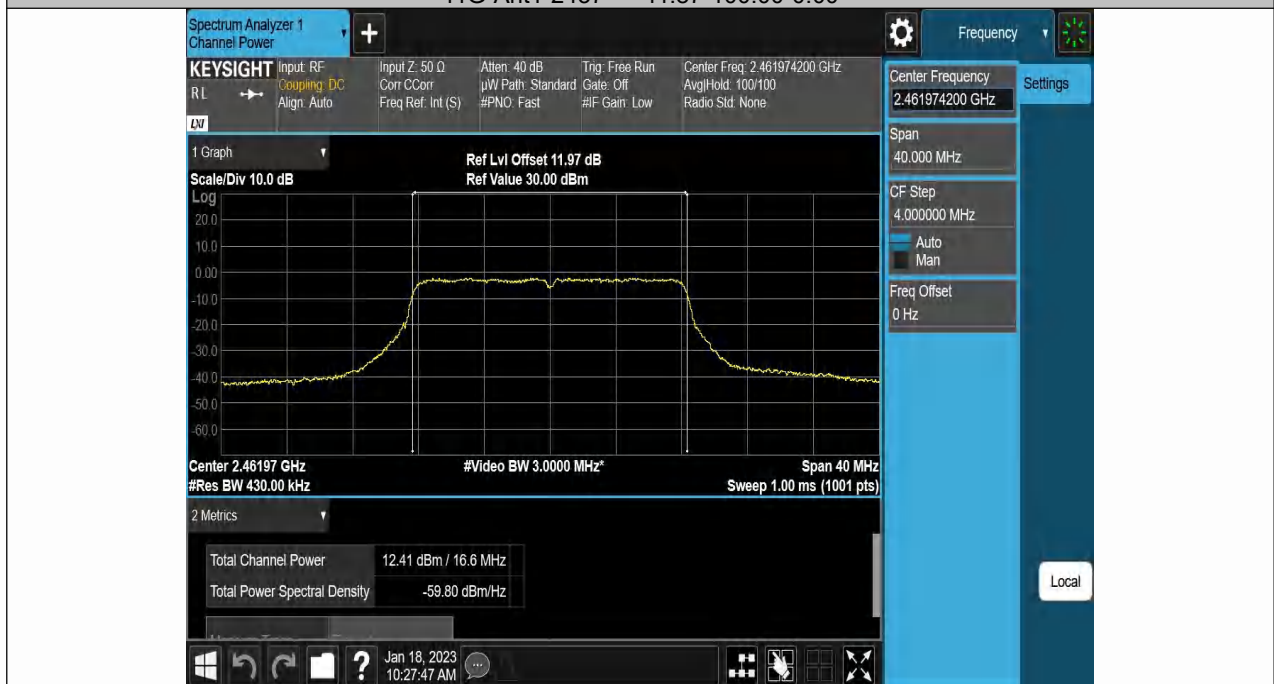 Spectrum Analyzer 1
Channel Power
+
Frequency
KEYSIGHT
RL
LXI
Input: RF
Coupling: DC
Align: Auto
Input Z: 50 Ω
Corr CCorr
Freq Ref: Int (S)
Atten: 40 dB
µW Path: Standard
#PNO: Fast
Trig: Free Run
Gate: Off
#IF Gain: Low
Center Freq: 2.461974200 GHz
Avg|Hold: 100/100
Radio Std: None
Center Frequency
2.461974200 GHz
Settings
Span
40.000 MHz
CF Step
4.000000 MHz
Auto
Man
Freq Offset
0 Hz
1 Graph
Scale/Div 10.0 dB
Ref Lvl Offset 11.97 dB
Ref Value 30.00 dBm
Log
20.0
10.0
0.00
-10.0
-20.0
-30.0
-40.0
-50.0
-60.0
Center 2.46197 GHz
#Video BW 3.0000 MHz*
Span 40 MHz
#Res BW 430.00 kHz
Sweep 1.00 ms (1001 pts)
2 Metrics
Total Channel Power 12.41 dBm / 16.6 MHz
Total Power Spectral Density -59.80 dBm/Hz
Local
?
Jan 18, 2023
10:27:47 AM